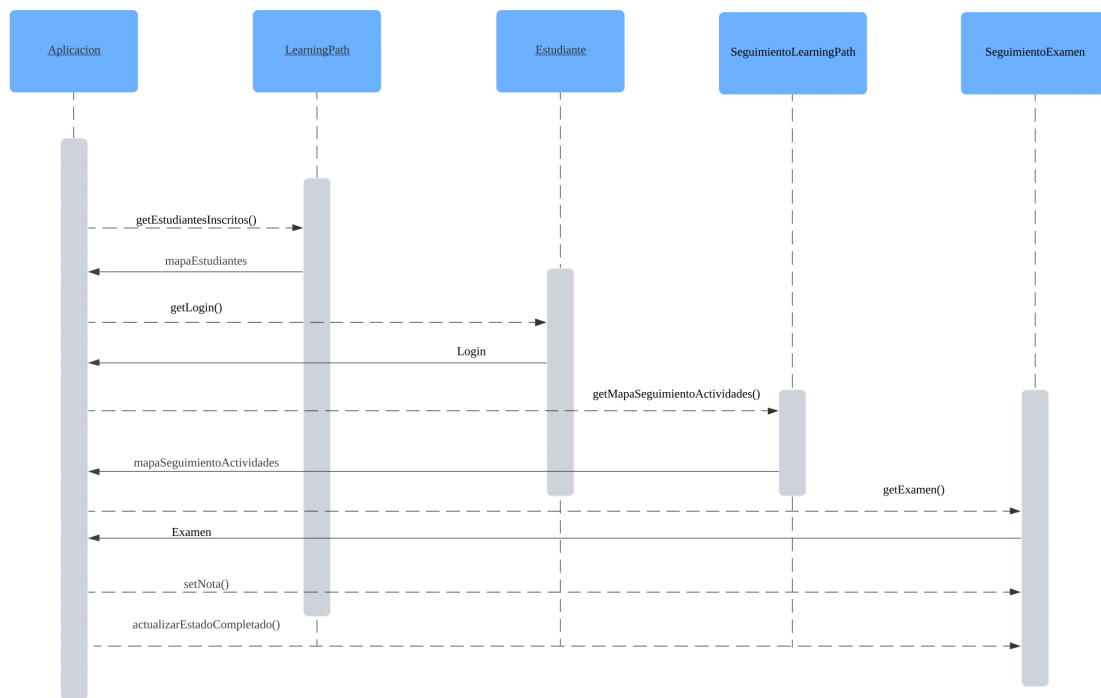 Aplicacion
LearningPath
Estudiante
SeguimientoLearningPath
SeguimientoExamen
getEstudiantesInscritos()
mapaEstudiantes
getLogin()
Login
getMapaSeguimientoActividades()
mapaSeguimientoActividades
getExamen()
Examen
setNota()
actualizarEstadoCompletado()